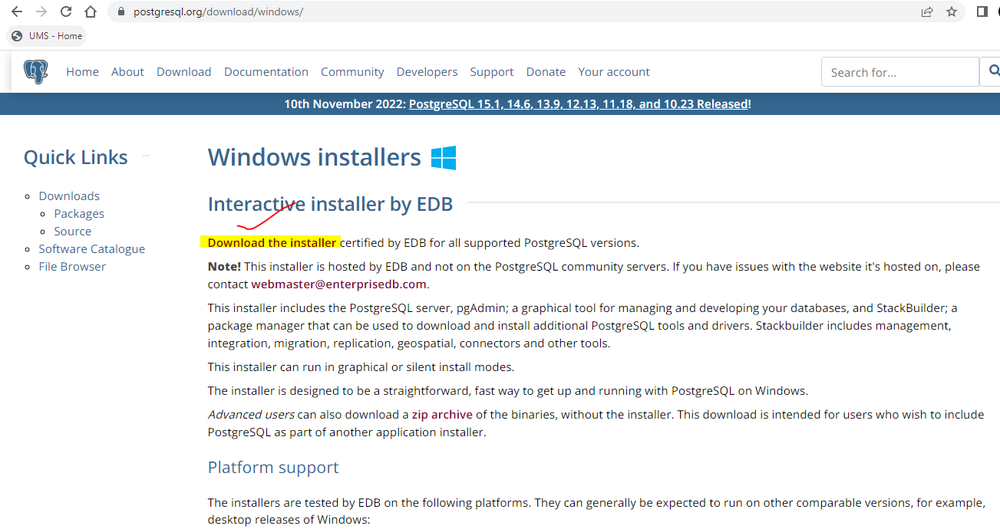 postgresql.org/download/windows/
UMS - Home
Home About Download Documentation Community Developers Support Donate Your account
Search for...
10th November 2022: PostgreSQL 15.1, 14.6, 13.9, 12.13, 11.18, and 10.23 Released!
Quick Links
Downloads
Packages
Source
Software Catalogue
File Browser
Windows installers
Interactive installer by EDB
Download the installer certified by EDB for all supported PostgreSQL versions.
Note! This installer is hosted by EDB and not on the PostgreSQL community servers. If you have issues with the website it's hosted on, please
contact webmaster@enterprisedb.com.
This installer includes the PostgreSQL server, pgAdmin; a graphical tool for managing and developing your databases, and StackBuilder; a
package manager that can be used to download and install additional PostgreSQL tools and drivers. Stackbuilder includes management,
integration, migration, replication, geospatial, connectors and other tools.
This installer can run in graphical or silent install modes.
The installer is designed to be a straightforward, fast way to get up and running with PostgreSQL on Windows.
Advanced users can also download a zip archive of the binaries, without the installer. This download is intended for users who wish to include
PostgreSQL as part of another application installer.
Platform support
The installers are tested by EDB on the following platforms. They can generally be expected to run on other comparable versions, for example,
desktop releases of Windows: